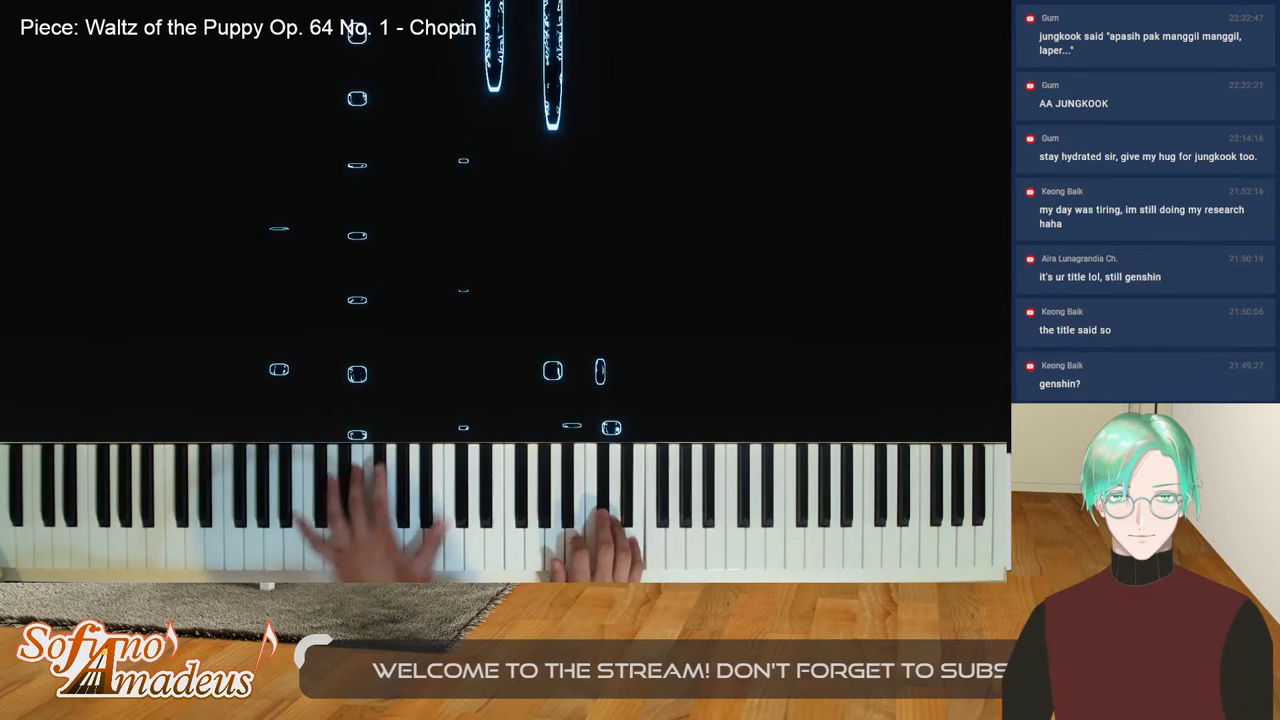 Piece: Waltz of the Puppy Op. 64 No. 1 - Chopin
Gum 22:22:47
jungkook said "apasih pak manggil manggil,
laper..."
Gum 22:22:21
AA JUNGKOOK
Gum 22:14:16
stay hydrated sir, give my hug for jungkook too.
Keong Baik 21:52:16
my day was tiring, im still doing my research
haha
Aira Lunagrandia Ch. 21:50:19
it's ur title lol, still genshin
Keong Baik 21:50:06
the title said so
Keong Baik 21:49:27
genshin?
Sofiano
Amadeus
WELCOME TO THE STREAM! DON'T FORGET TO SUBS